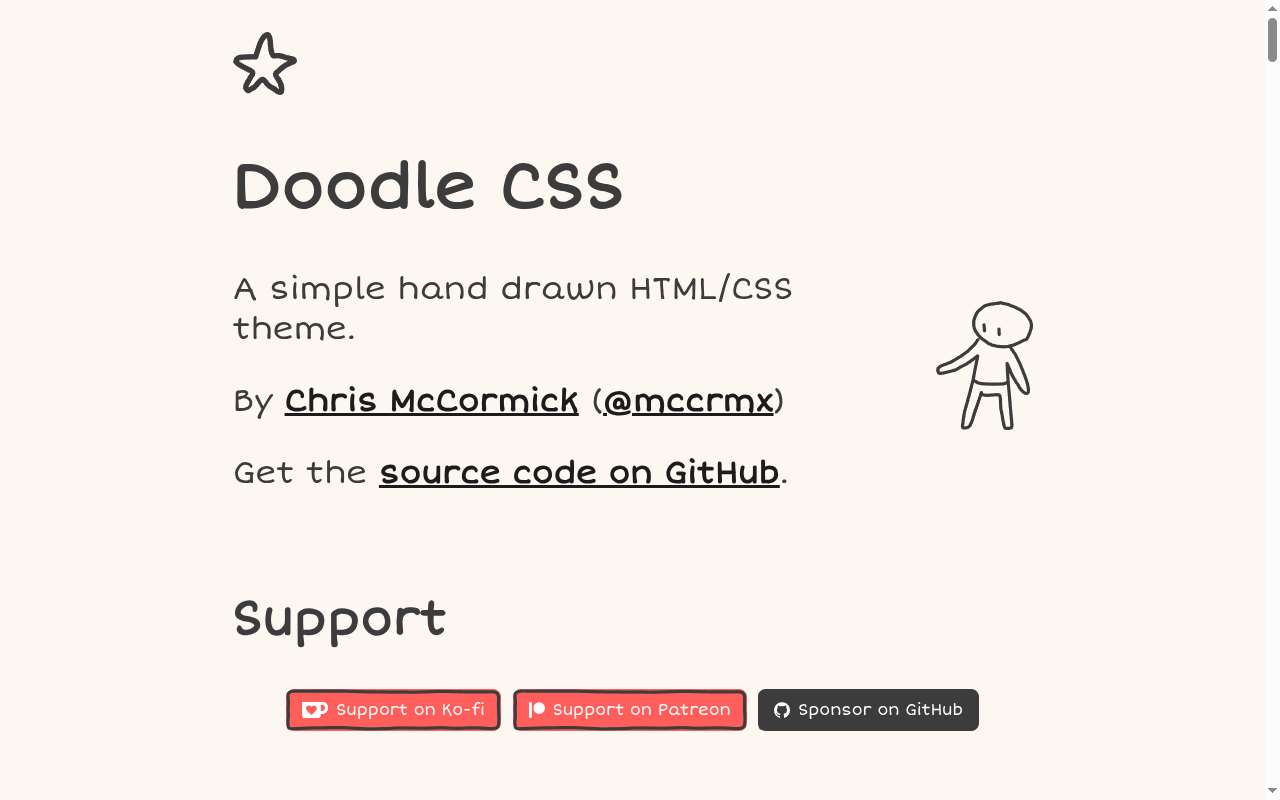 Doodle CSS
A simple hand drawn HTML/CSS
theme.
By Chris McCormick (@mccrmx)
Get the source code on GitHub.
Support
Support on Ko-fi Support on Patreon Sponsor on GitHub